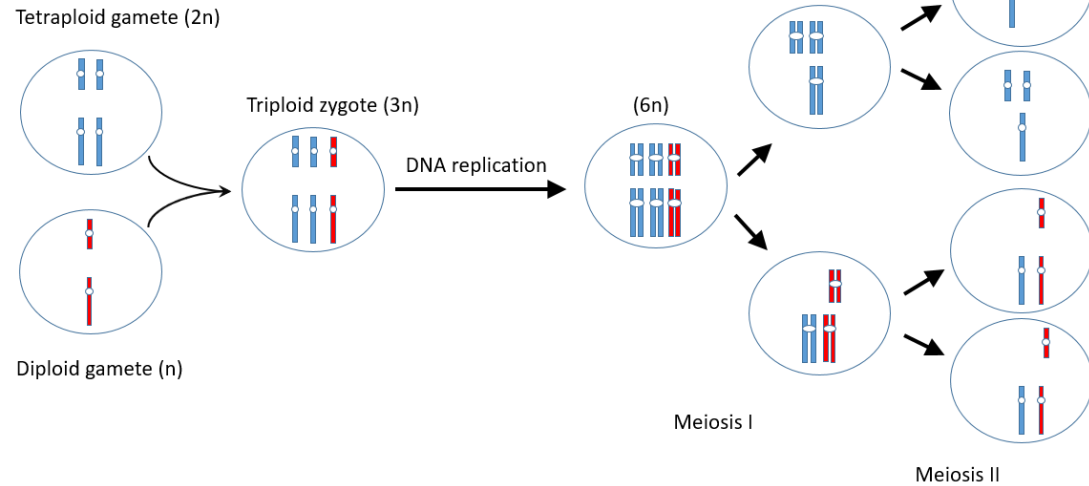 Tetraploid gamete (2n)
Triploid zygote (3n)
(6n)
DNA replication
Diploid gamete (n)
Meiosis I
Meiosis II